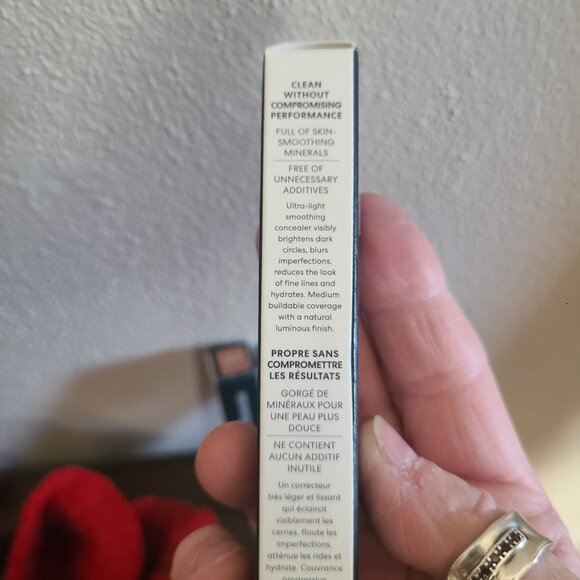 CLEAN
WITHOUT
COMPROMISING
PERFORMANCE
FULL OF SKIN-
SMOOTHING
MINERALS
FREE OF
UNNECESSARY
ADDITIVES
Ultra-light
smoothing
concealer visibly
brightens dark
circles, blurs
imperfections,
reduces the look
of fine lines and
hydrates. Medium
buildable coverage
with a natural
luminous finish.
PROPRE SANS
COMPROMETTRE
LES RÉSULTATS
GORGÉ DE
MINÉRAUX POUR
UNE PEAU PLUS
DOUCE
NE CONTIENT
AUCUN ADDITIF
INUTILE
Un correcteur
très léger et lissant
qui éclaircit
visiblement les
cernes, floute les
imperfections,
atténue les rides et
hydrate. Couvrance
progressive